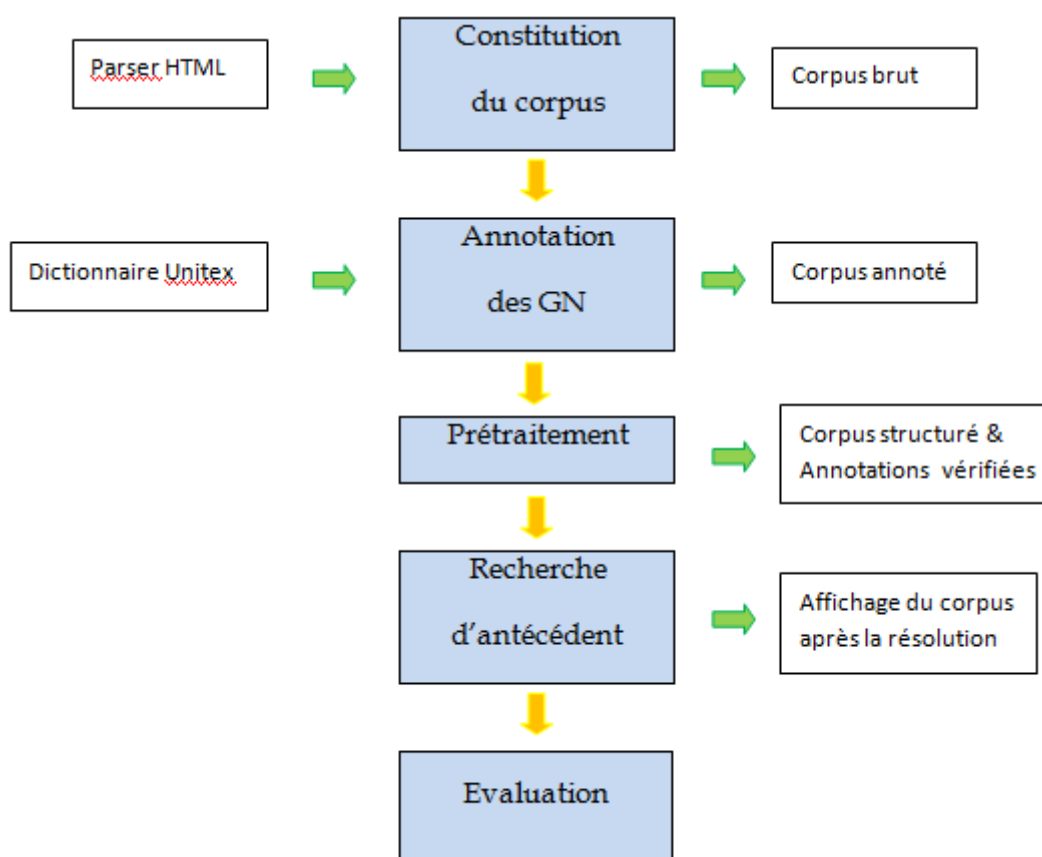 Parser HTML
Constitution
du corpus
Corpus brut
Dictionnaire Unitex
Annotation
des GN
Corpus annoté
Prétraitement
Corpus structuré &
Annotations vérifiées
Recherche
d'antécédent
Affichage du corpus
après la résolution
Evaluation